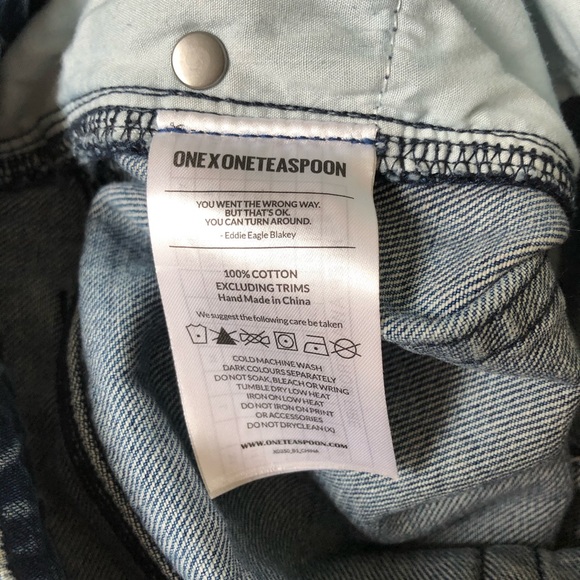 ONEXONETEASPOON
YOU WENT THE WRONG WAY.
BUT THAT'S OK.
YOU CAN TURN AROUND.
- Eddie Eagle Blakey
100% COTTON
EXCLUDING TRIMS
Hand Made in China
We suggest the following care be taken
COLD MACHINE WASH
DARK COLOURS SEPARATELY
DO NOT SOAK, BLEACH OR WRING
TUMBLE DRY LOW HEAT
IRON ON LOW HEAT
DO NOT IRON ON PRINT
OR ACCESSORIES
DO NOT DRYCLEAN (X)
WWW.ONETEASPOON.COM